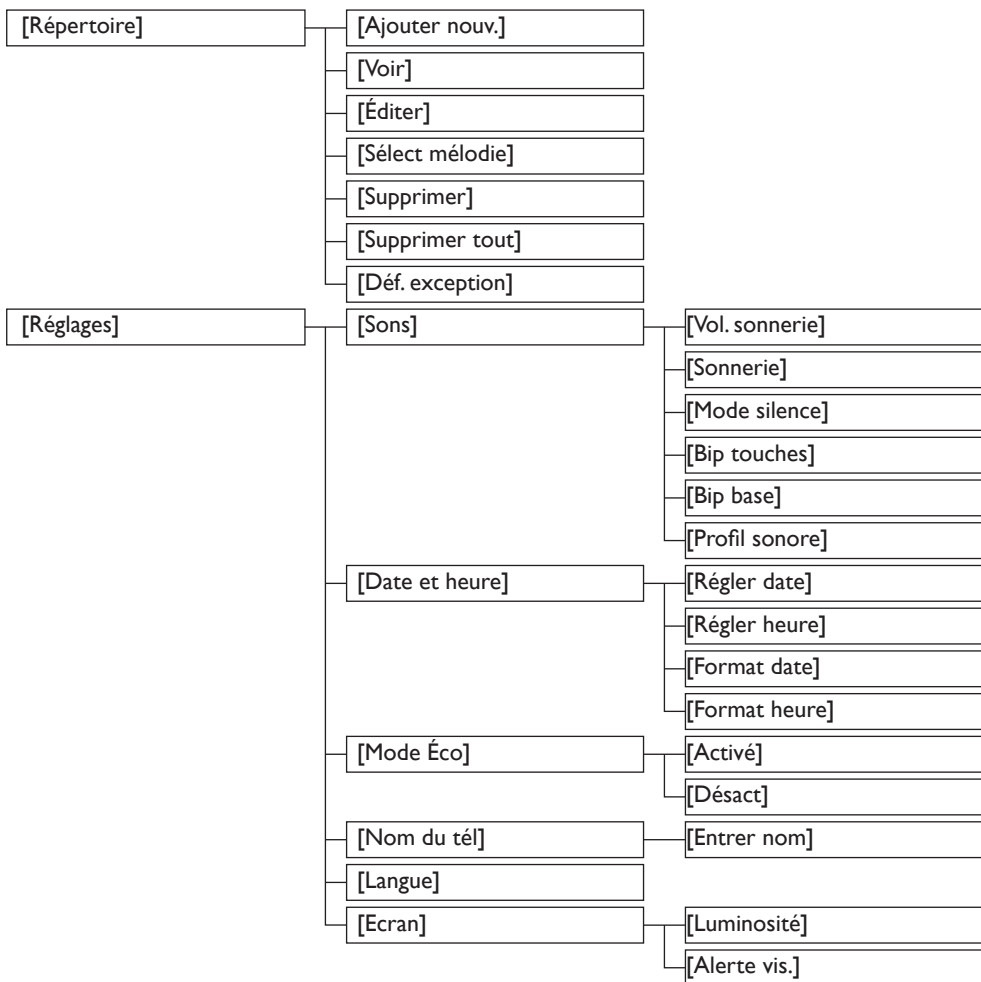 [Répertoire] [Ajouter nouv.]
[Voir]
[Éditer]
[Sélect mélodie]
[Supprimer]
[Supprimer tout]
[Déf. exception]
[Réglages] [Sons] [Vol. sonnerie]
[Sonnerie]
[Mode silence]
[Bip touches]
[Bip base]
[Profil sonore]
[Date et heure] [Régler date]
[Régler heure]
[Format date]
[Format heure]
[Mode Éco] [Activé]
[Désact]
[Nom du tél] [Entrer nom]
[Langue]
[Ecran] [Luminosité]
[Alerte vis.]